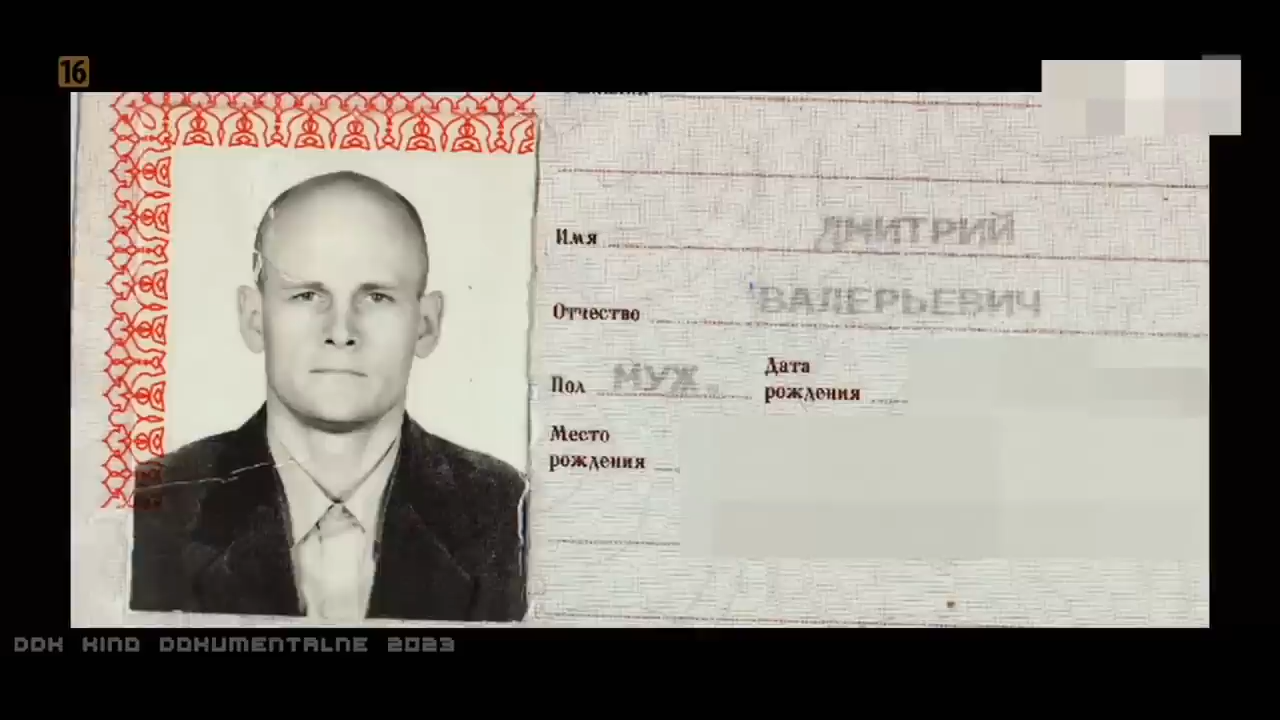 16
Имя ДМИТРИЙ
Отчество ВАЛЕРЬЕВИЧ
Пол МУЖ. Дата рождения
Место рождения
DDK KINO DOKUMENTALNE 2023